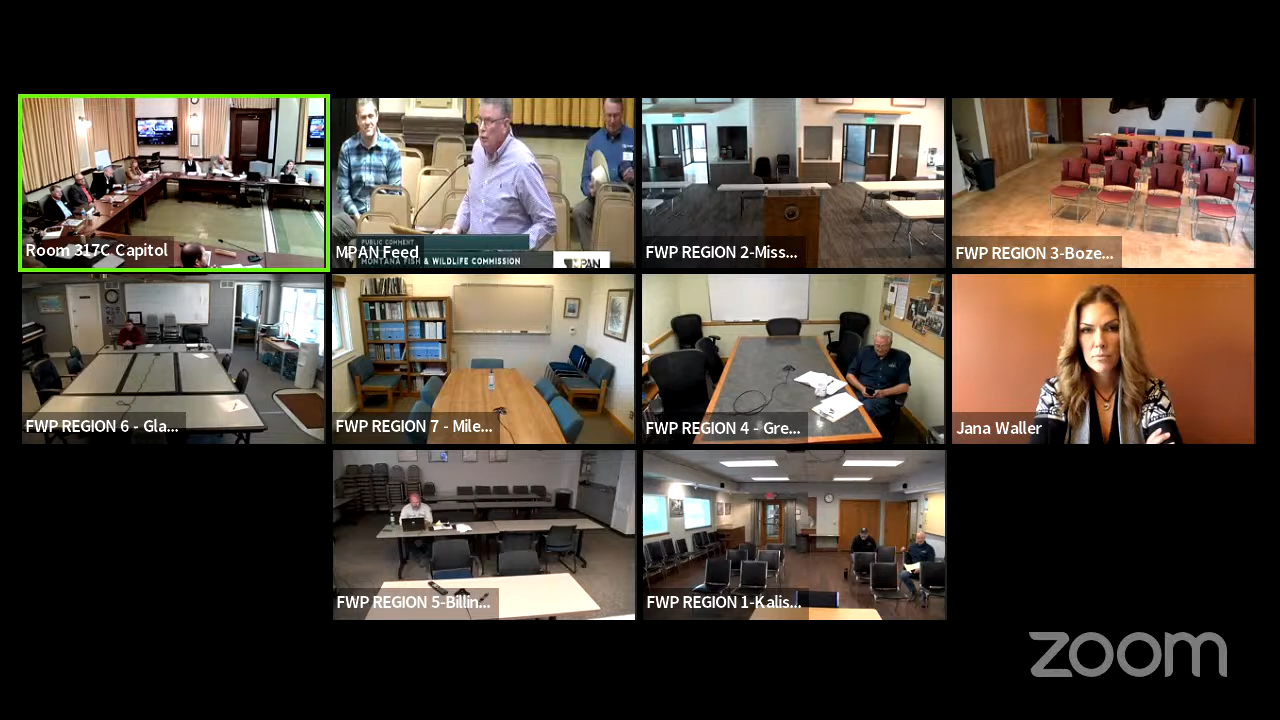 Room 317C Capitol
PUBLIC COMMENT
MPAN Feed
MONTANA FISH & WILDLIFE COMMISSION
MPAN
FWP REGION 2-Miss...
FWP REGION 3-Boze...
FWP REGION 6 - Gla...
FWP REGION 7 - Mile...
FWP REGION 4 - Gre...
Jana Waller
FWP REGION 5-Billin...
FWP REGION 1-Kalis...
zoom